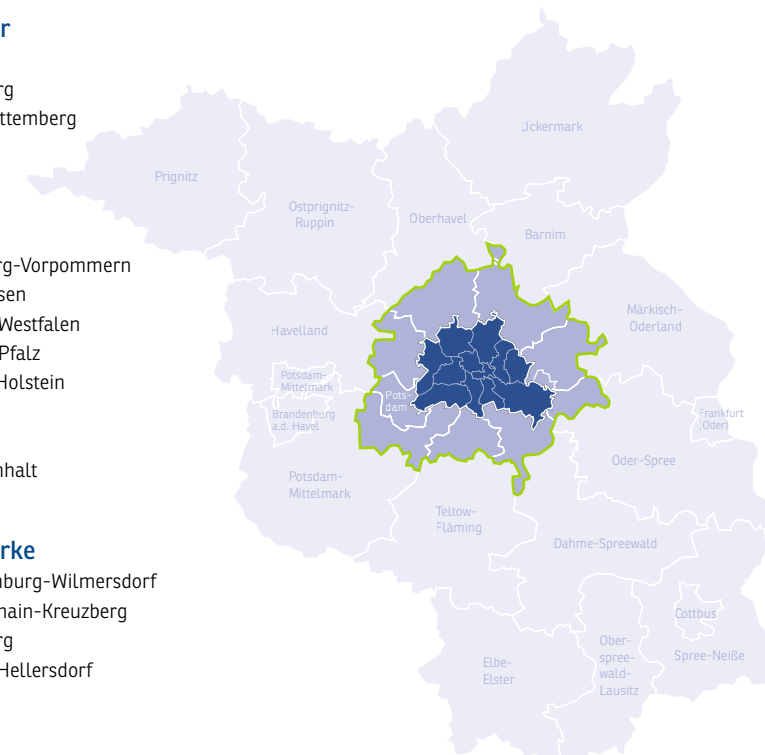 r
rg
ttemberg
rg-Vorpommern
sen
Westfalen
Pfalz
Holstein
nhalt
rke
nburg-Wilmersdorf
hain-Kreuzberg
rg
Hellersdorf
Uckermark
Prignitz
Ostprignitz-
Ruppin
Oberhavel
Barnim
Märkisch-
Oderland
Havelland
Potsdam-
Mittelmark
Pots-
dam
Brandenburg
a.d. Havel
Frankfurt
(Oder)
Oder-Spree
Potsdam-
Mittelmark
Teltow-
Fläming
Dahme-Spreewald
Cottbus
Spree-Neiße
Ober-
spree-
wald-
Lausitz
Elbe-
Elster